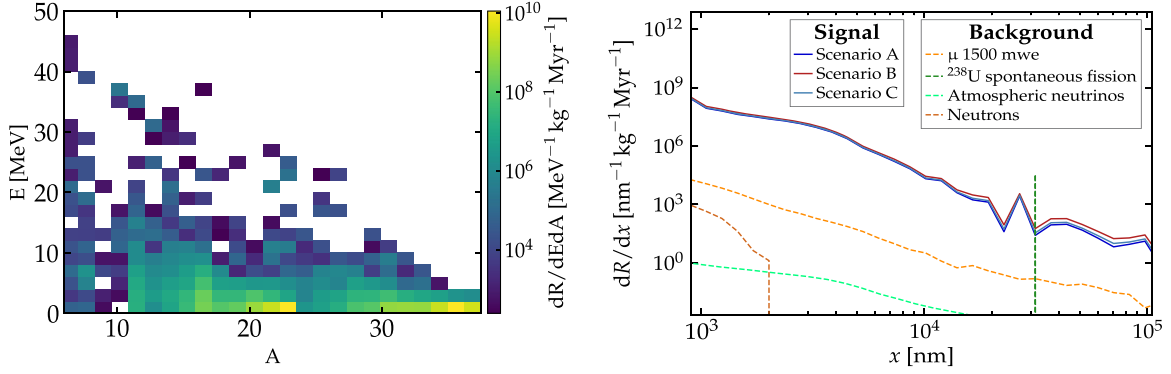 50
40
30
20
10
0
E [MeV]
10
20
30
A
10^10
10^8
10^6
10^4
dR/dEdA [MeV^−1 kg^−1 Myr^−1]
10^12
10^9
10^6
10^3
10^0
dR/dx [nm^−1 kg^−1 Myr^−1]
Signal
Scenario A
Scenario B
Scenario C
Background
μ 1500 mwe
^238U spontaneous fission
Atmospheric neutrinos
Neutrons
10^3
10^4
10^5
x [nm]